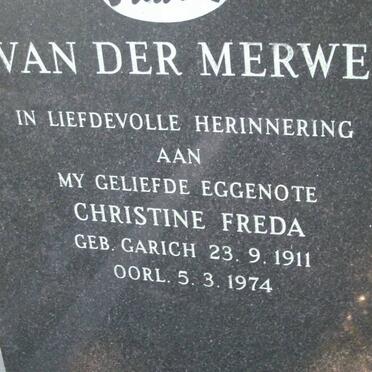 VAN DER MERWE
IN LIEFDEVOLLE HERINNERING
AAN
MY GELIEFDE EGGENOTE
CHRISTINE FREDA
GEB. GARICH 23. 9. 1911
OORL. 5. 3. 1974